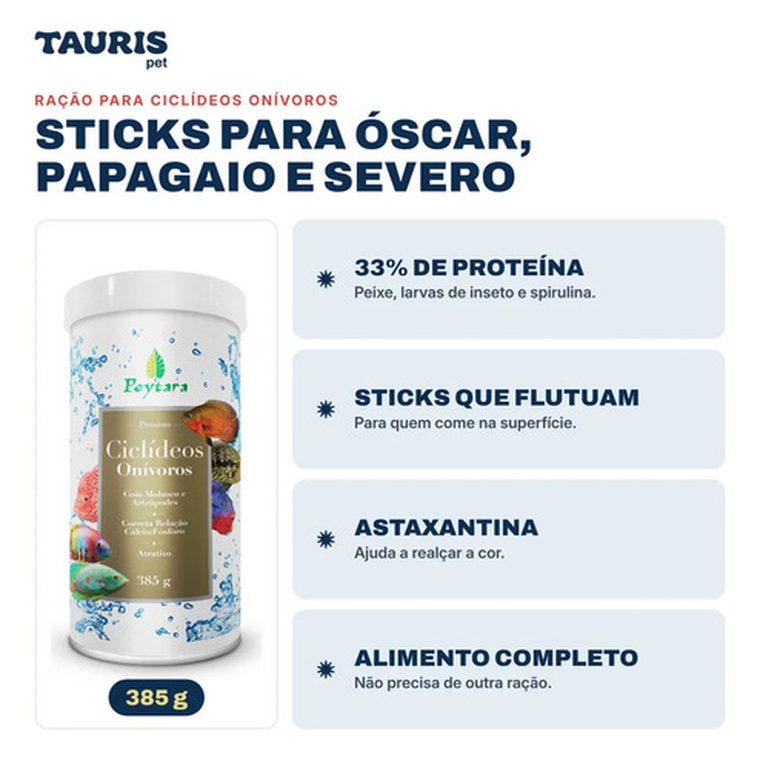 TAURIS
pet
RAÇÃO PARA CICLÍDEOS ONÍVOROS
STICKS PARA ÓSCAR,
PAPAGAIO E SEVERO
Poytara
Premium
Ciclídeos
Onívoros
Com Molusco e
Artrópodes
Correta Relação
Cálcio:Fósforo
Atrativo
385 g
385 g
33% DE PROTEÍNA
Peixe, larvas de inseto e spirulina.
STICKS QUE FLUTUAM
Para quem come na superfície.
ASTAXANTINA
Ajuda a realçar a cor.
ALIMENTO COMPLETO
Não precisa de outra ração.